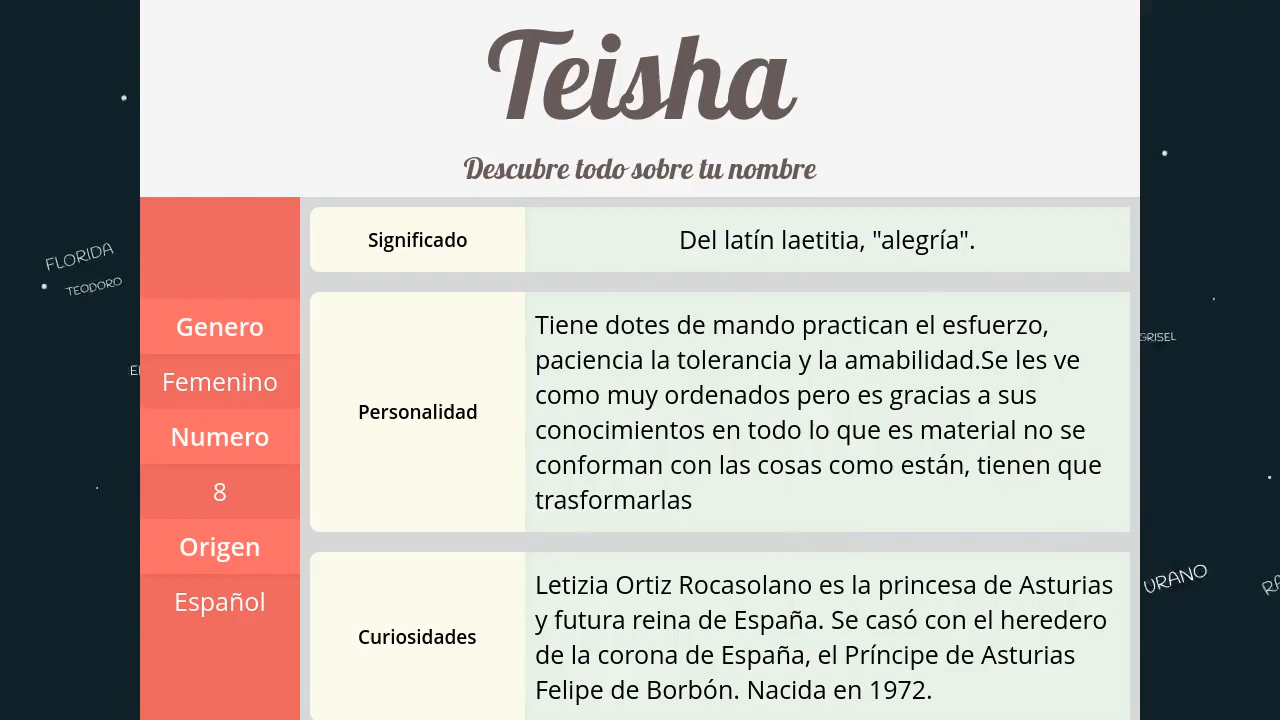 Teisha
Descubre todo sobre tu nombre
Significado
Del latín laetitia, "alegría".
Genero
Femenino
Numero
8
Origen
Español
Personalidad
Tiene dotes de mando practican el esfuerzo,
paciencia la tolerancia y la amabilidad.Se les ve
como muy ordenados pero es gracias a sus
conocimientos en todo lo que es material no se
conforman con las cosas como están, tienen que
trasformarlas
Curiosidades
Letizia Ortiz Rocasolano es la princesa de Asturias
y futura reina de España. Se casó con el heredero
de la corona de España, el Príncipe de Asturias
Felipe de Borbón. Nacida en 1972.
FLORIDA
TEODORO
GRISEL
URANO